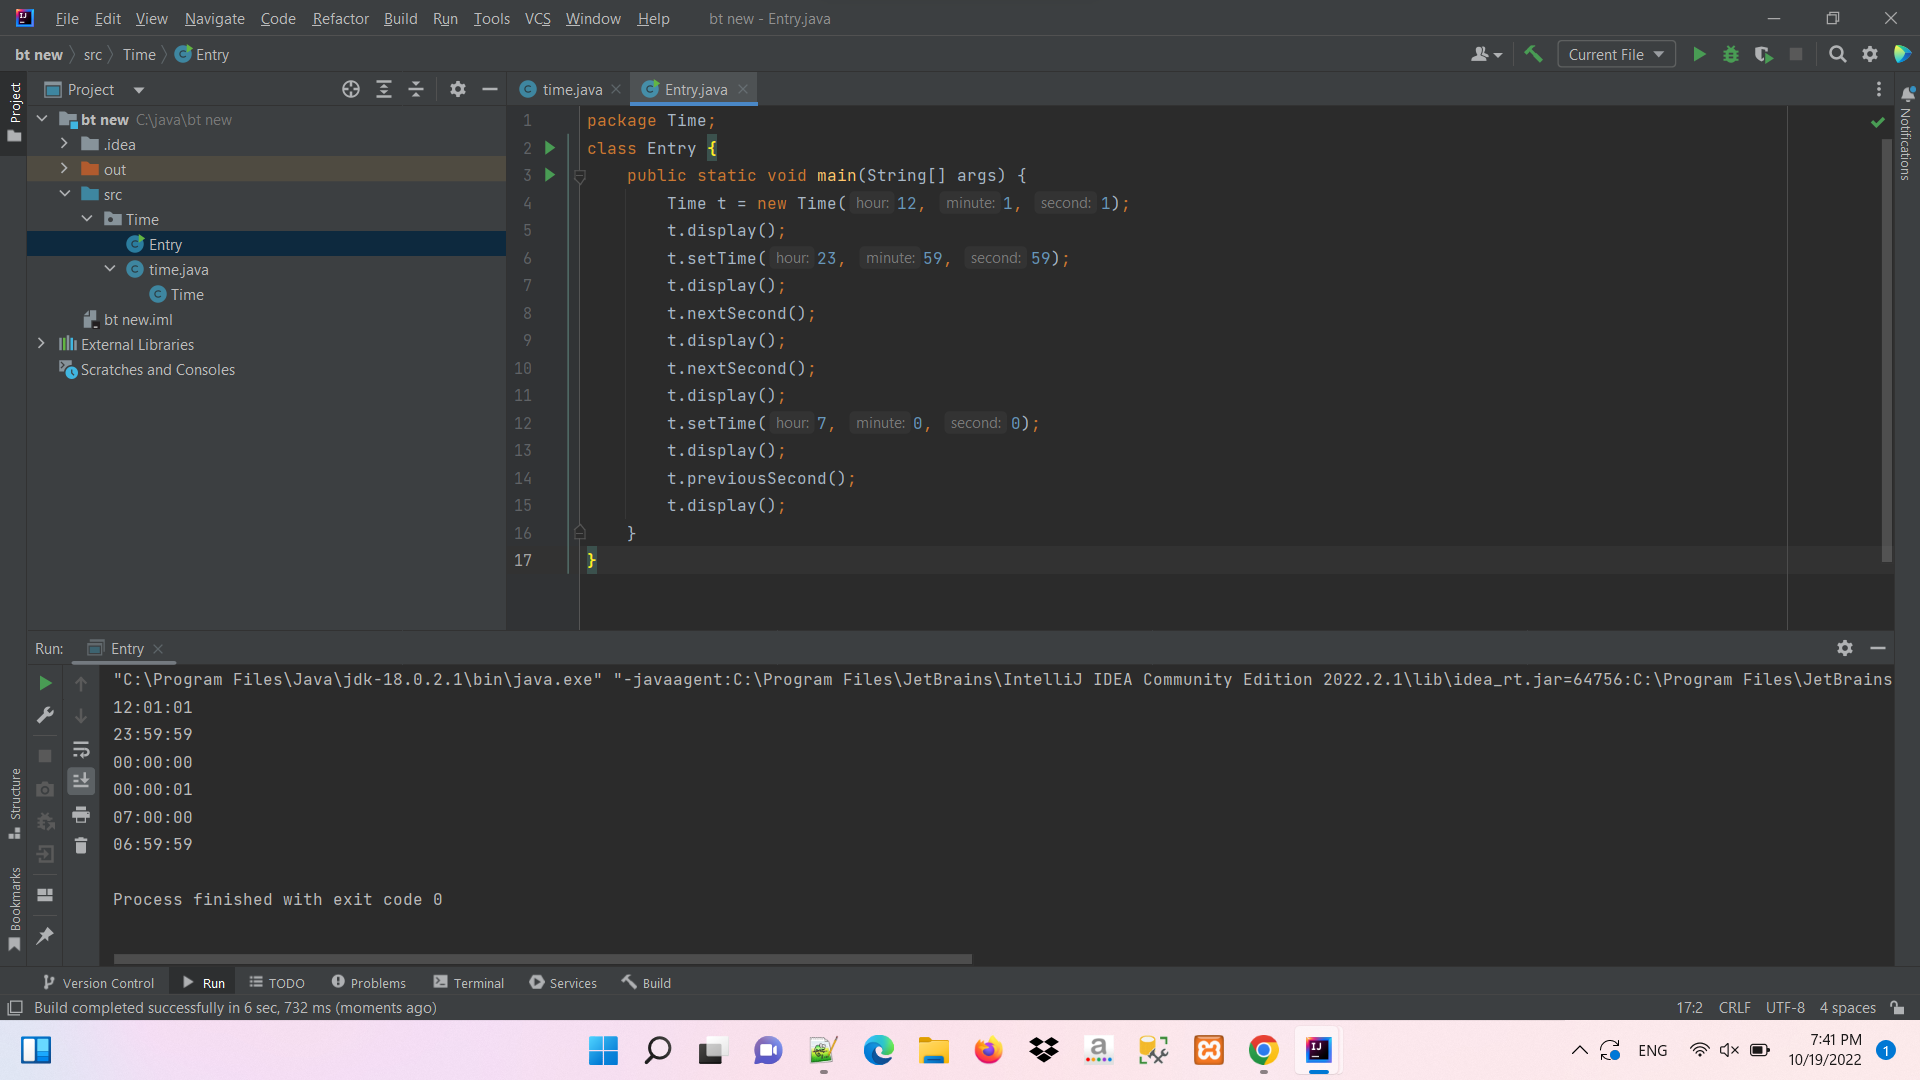 File Edit View Navigate Code Refactor Build Run Tools VCS Window Help bt new - Entry.java
bt new src Time Entry
Current File
Project
time.java Entry.java
Project
Notifications
bt new C:\java\bt new
.idea
out
src
Time
Entry
time.java
Time
bt new.iml
External Libraries
Scratches and Consoles
1 package Time;
2 class Entry {
3 public static void main(String[] args) {
4 Time t = new Time( hour: 12, minute: 1, second: 1);
5 t.display();
6 t.setTime( hour: 23, minute: 59, second: 59);
7 t.display();
8 t.nextSecond();
9 t.display();
10 t.nextSecond();
11 t.display();
12 t.setTime( hour: 7, minute: 0, second: 0);
13 t.display();
14 t.previousSecond();
15 t.display();
16 }
17 }
Run: Entry
"C:\Program Files\Java\jdk-18.0.2.1\bin\java.exe" "-javaagent:C:\Program Files\JetBrains\IntelliJ IDEA Community Edition 2022.2.1\lib\idea_rt.jar=64756:C:\Program Files\JetBrains
12:01:01
23:59:59
00:00:00
00:00:01
07:00:00
06:59:59
Process finished with exit code 0
Structure
Bookmarks
Version Control Run TODO Problems Terminal Services Build
Build completed successfully in 6 sec, 732 ms (moments ago)
17:2 CRLF UTF-8 4 spaces
ENG
7:41 PM
10/19/2022
1